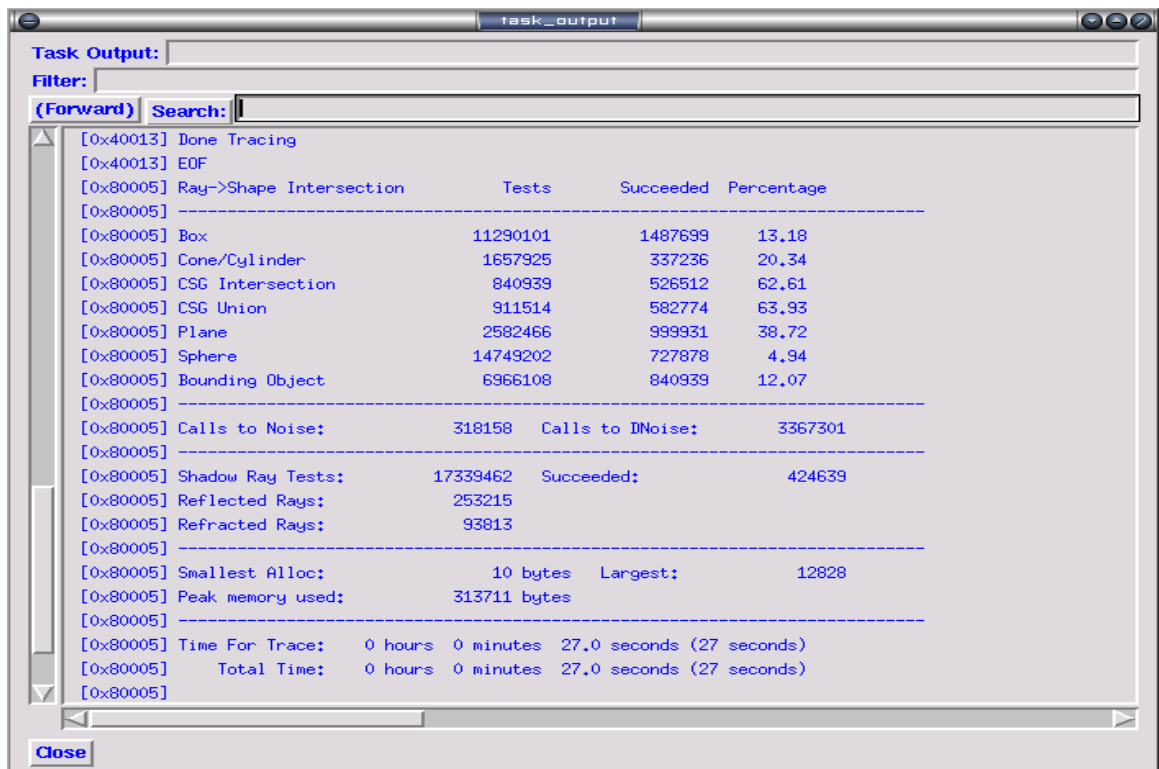 task_output
Task Output:
Filter:
(Forward) Search:
[0x40013] Done Tracing
[0x40013] EOF
[0x80005] Ray->Shape Intersection Tests Succeeded Percentage
[0x80005] ----------------------------------------------------------------------------
[0x80005] Box 11290101 1487699 13.18
[0x80005] Cone/Cylinder 1657925 337236 20.34
[0x80005] CSG Intersection 840939 526512 62.61
[0x80005] CSG Union 911514 582774 63.93
[0x80005] Plane 2582466 999931 38.72
[0x80005] Sphere 14749202 727878 4.94
[0x80005] Bounding Object 6966108 840939 12.07
[0x80005] ----------------------------------------------------------------------------
[0x80005] Calls to Noise: 318158 Calls to DNoise: 3367301
[0x80005] ----------------------------------------------------------------------------
[0x80005] Shadow Ray Tests: 17339462 Succeeded: 424639
[0x80005] Reflected Rays: 253215
[0x80005] Refracted Rays: 93813
[0x80005] ----------------------------------------------------------------------------
[0x80005] Smallest Alloc: 10 bytes Largest: 12828
[0x80005] Peak memory used: 313711 bytes
[0x80005] ----------------------------------------------------------------------------
[0x80005] Time For Trace: 0 hours 0 minutes 27.0 seconds (27 seconds)
[0x80005] Total Time: 0 hours 0 minutes 27.0 seconds (27 seconds)
[0x80005]
Close